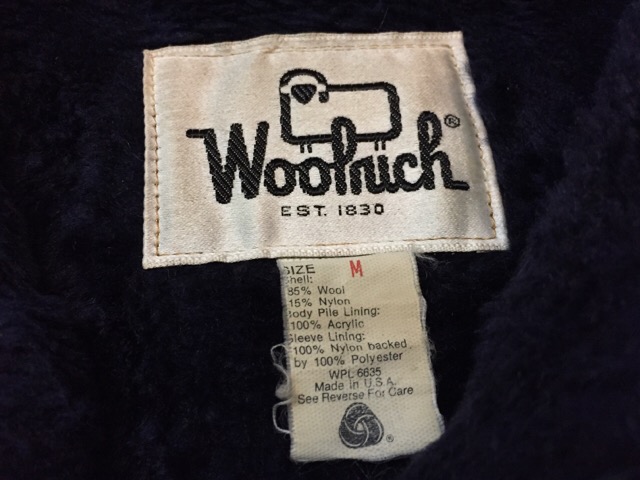 Woolrich®
EST. 1830
SIZE M
Shell:
85% Wool
15% Nylon
Body Pile Lining:
100% Acrylic
Sleeve Lining:
100% Nylon backed
by 100% Polyester
WPL 6635
Made in U.S.A.
See Reverse For Care
®